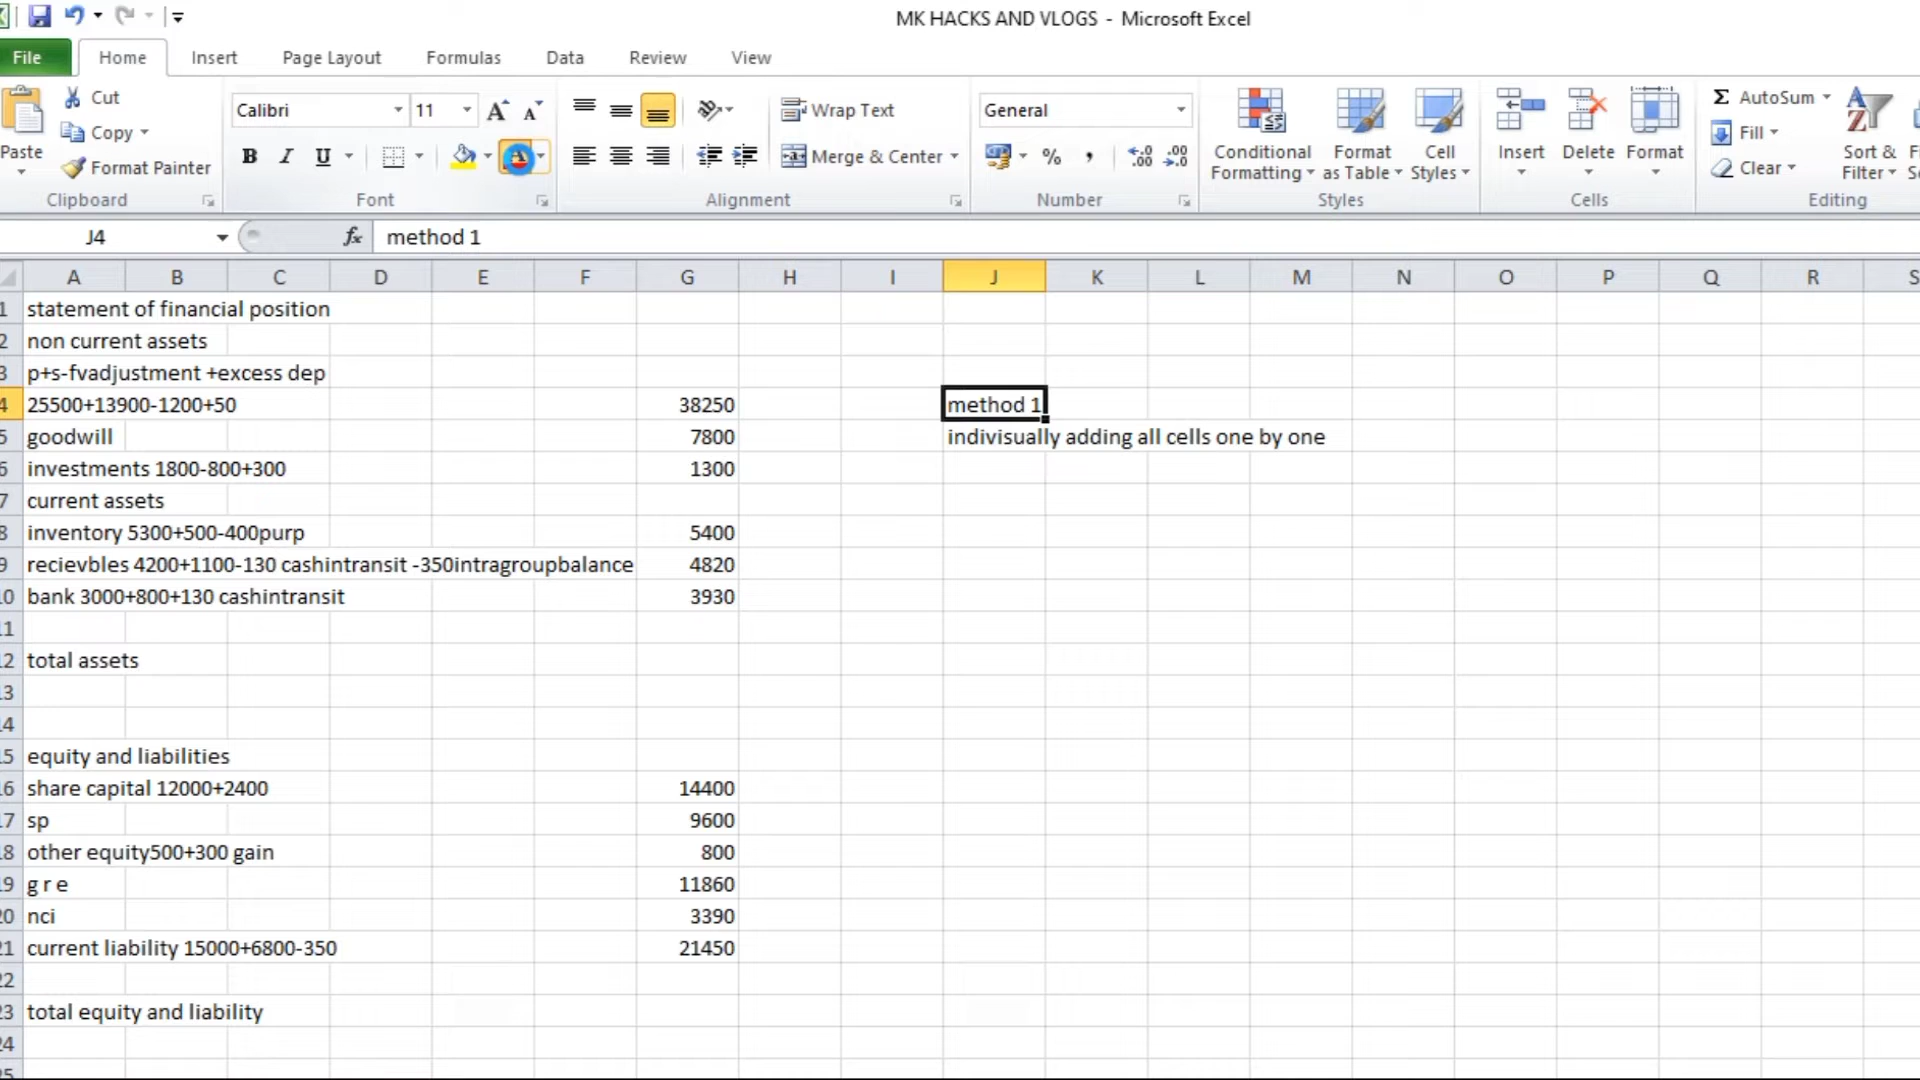 MK HACKS AND VLOGS - Microsoft Excel
File Home Insert Page Layout Formulas Data Review View
Cut
Copy
Paste
Format Painter
Clipboard
Calibri 11
B I U
Font
Wrap Text
Merge & Center
Alignment
General
% ,
Number
Conditional Formatting
Format as Table
Cell Styles
Styles
Insert Delete Format
Cells
Σ AutoSum
Fill
Clear
Sort & Filter
Editing
J4 fx method 1
A B C D E F G H I J K L M N O P Q R S
1 statement of financial position
2 non current assets
3 p+s-fvadjustment +excess dep
4 25500+13900-1200+50 38250 method 1
5 goodwill 7800 indivisually adding all cells one by one
6 investments 1800-800+300 1300
7 current assets
8 inventory 5300+500-400purp 5400
9 recievbles 4200+1100-130 cashintransit -350intragroupbalance 4820
10 bank 3000+800+130 cashintransit 3930
11
12 total assets
13
14
15 equity and liabilities
16 share capital 12000+2400 14400
17 sp 9600
18 other equity500+300 gain 800
19 g r e 11860
20 nci 3390
21 current liability 15000+6800-350 21450
22
23 total equity and liability
24
25